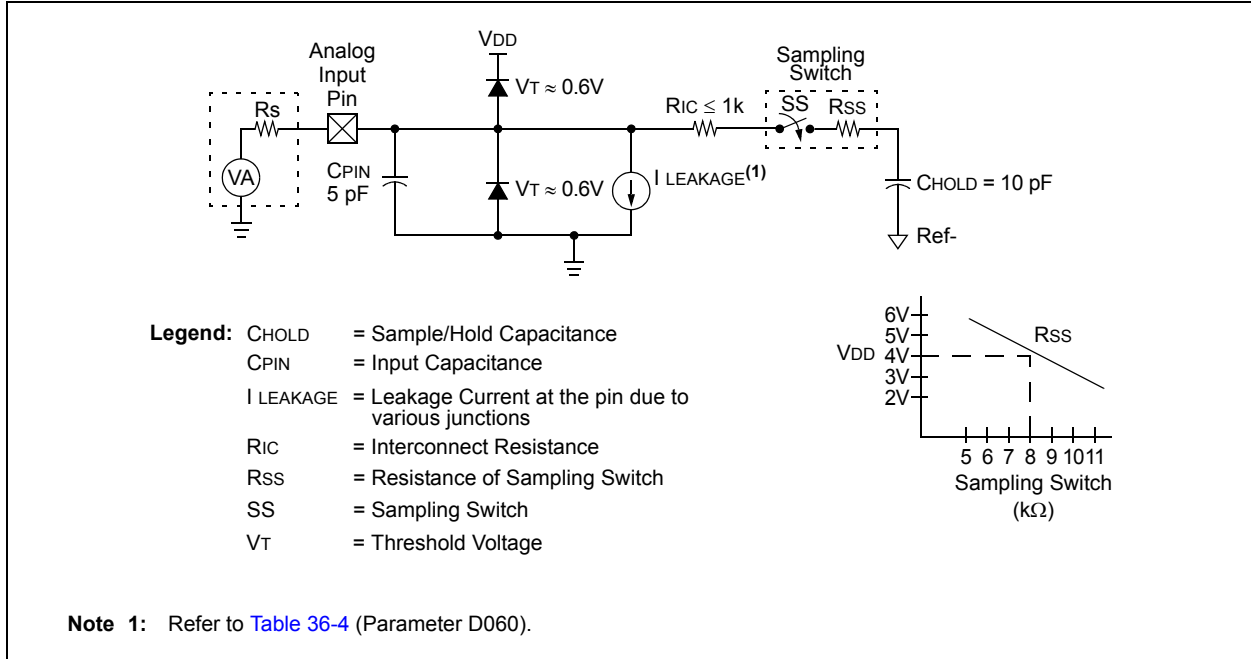 VDD
Analog
Input
Pin
Sampling
Switch
VT ≈ 0.6V
Rs
RIC ≤ 1k
SS
RSS
VA
CPIN
5 pF
VT ≈ 0.6V
I LEAKAGE(1)
CHOLD = 10 pF
Ref-
Legend: CHOLD = Sample/Hold Capacitance
CPIN = Input Capacitance
I LEAKAGE = Leakage Current at the pin due to
various junctions
RIC = Interconnect Resistance
RSS = Resistance of Sampling Switch
SS = Sampling Switch
VT = Threshold Voltage
6V
5V
VDD 4V
3V
2V
RSS
5 6 7 8 9 10 11
Sampling Switch
(kΩ)
Note 1: Refer to Table 36-4 (Parameter D060).